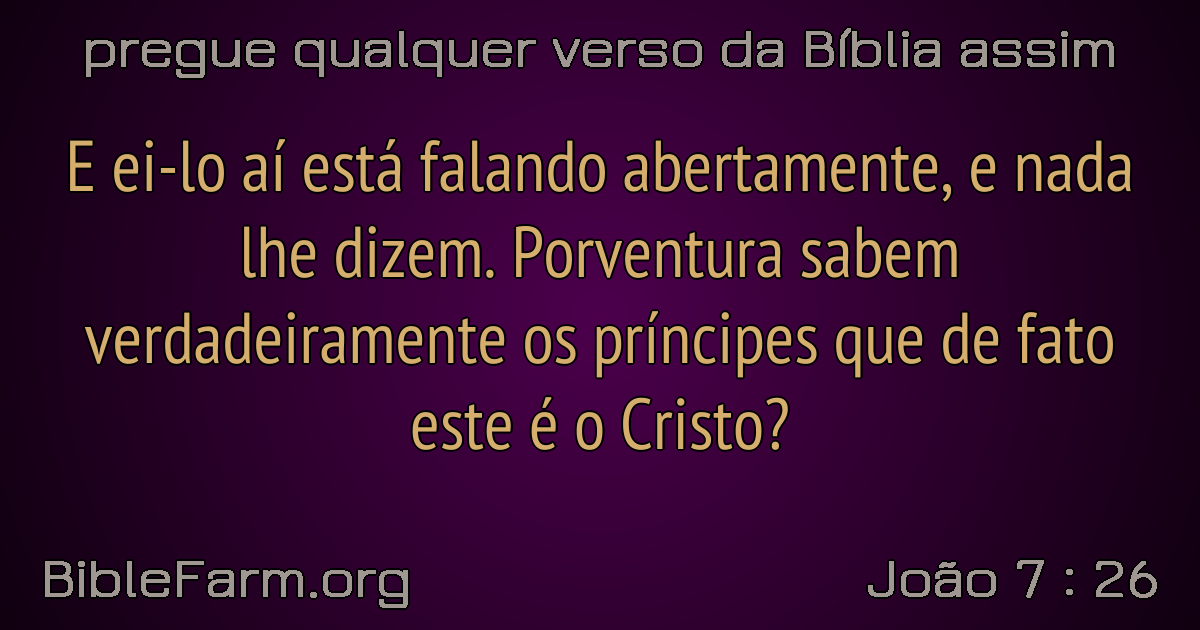 pregue qualquer verso da Bíblia assim
E ei-lo aí está falando abertamente, e nada
lhe dizem. Porventura sabem
verdadeiramente os príncipes que de fato
este é o Cristo?
BibleFarm.org
João 7 : 26